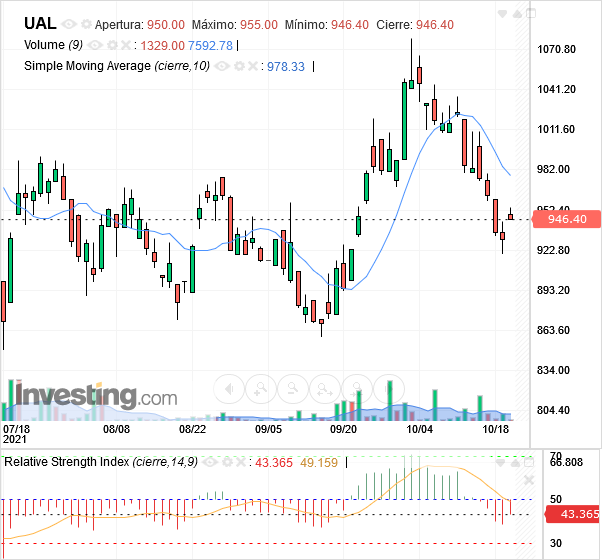 UAL Apertura: 950.00 Máximo: 955.00 Mínimo: 946.40 Cierre: 946.40
Volume (9) : 1329.00 7592.78
Simple Moving Average (cierre,10) : 978.33
1070.80
1041.20
1011.60
982.00
952.40
946.40
922.80
893.20
863.60
834.00
804.40
Investing.com
07/18 08/08 08/22 09/05 09/20 10/04 10/18
2021
Relative Strength Index (cierre,14,9) : 43.365 49.159
70
66.808
50
43.365
30